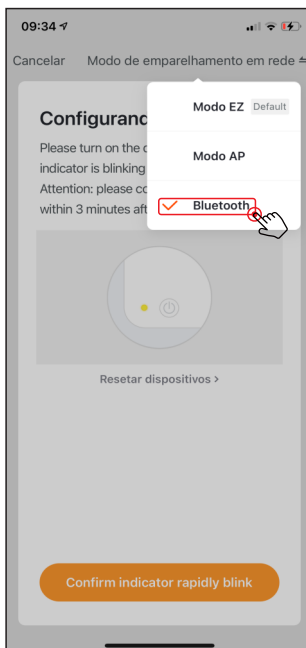 09:34
Cancelar Modo de emparelhamento em rede
Modo EZ Default
Modo AP
Bluetooth
Configurand
Please turn on the
indicator is blinking
Attention: please co
within 3 minutes aft
Resetar dispositivos >
Confirm indicator rapidly blink